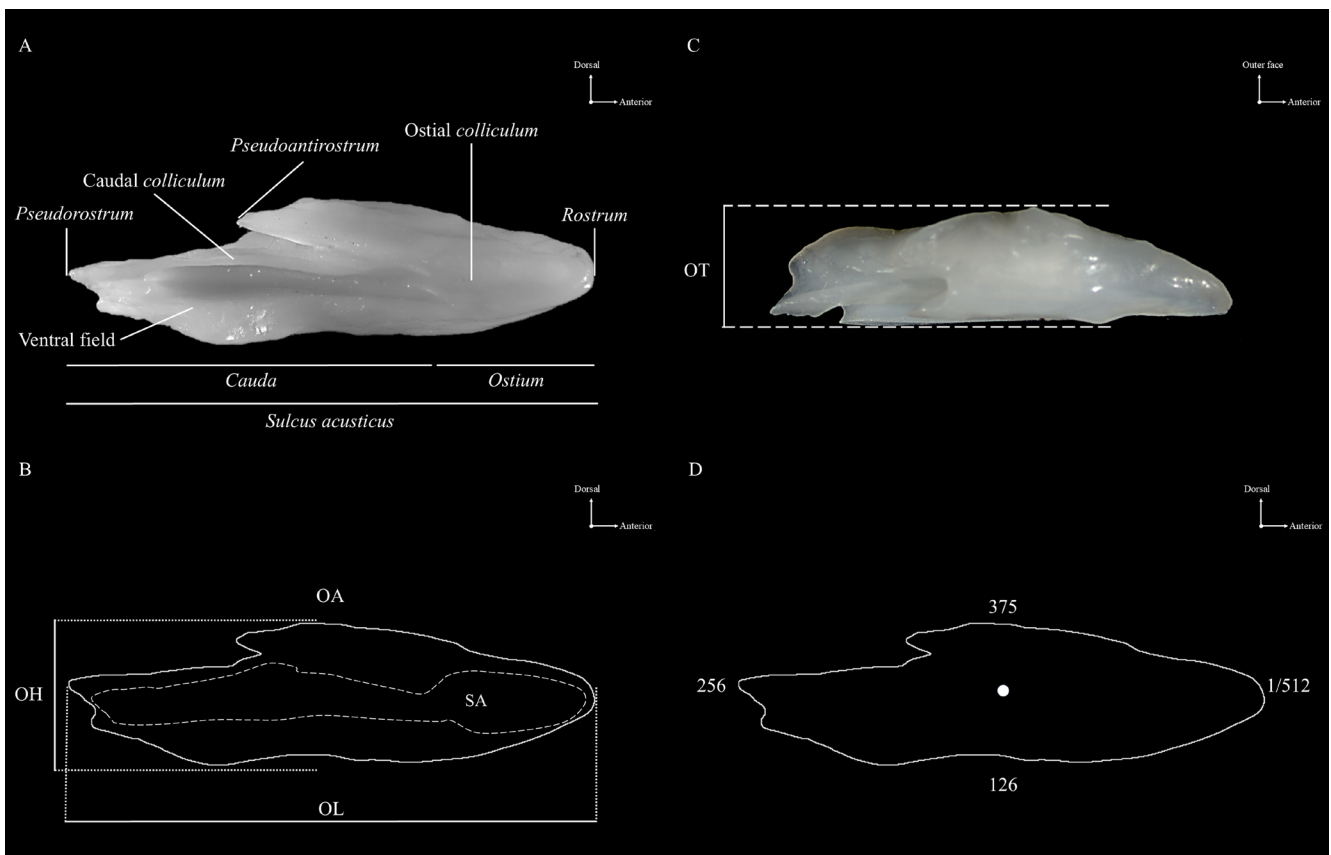 A
Dorsal
Anterior
Ostial colliculum
Pseudoantirostrum
Caudal colliculum
Pseudorostrum
Rostrum
Ventral field
Cauda
Ostium
Sulcus acusticus
C
Outer face
Anterior
OT
B
Dorsal
Anterior
OA
OH
SA
OL
D
Dorsal
Anterior
375
256
1/512
126